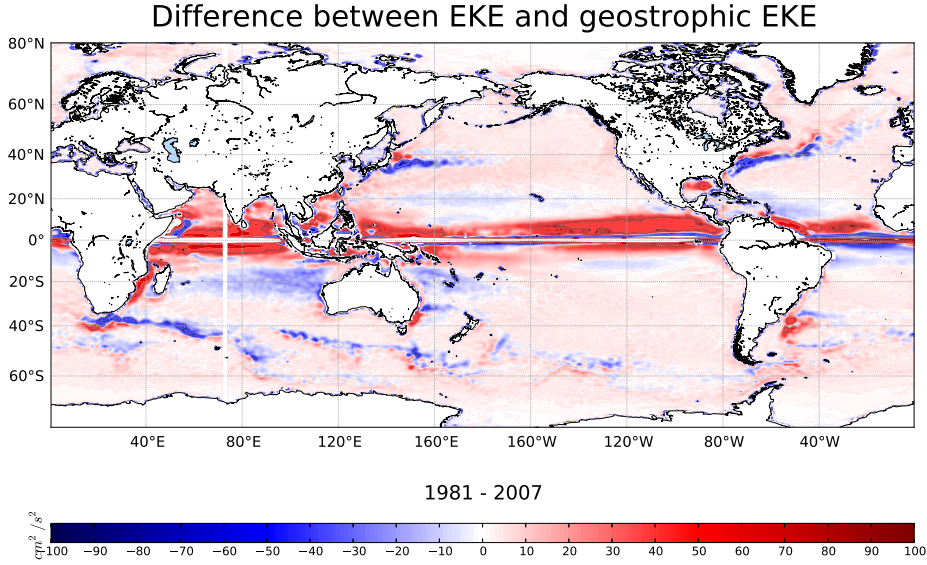 Difference between EKE and geostrophic EKE
80°N
60°N
40°N
20°N
0°
20°S
40°S
60°S
40°E 80°E 120°E 160°E 160°W 120°W 80°W 40°W
1981 - 2007
cm² / s²
−100 −90 −80 −70 −60 −50 −40 −30 −20 −10 0 10 20 30 40 50 60 70 80 90 100